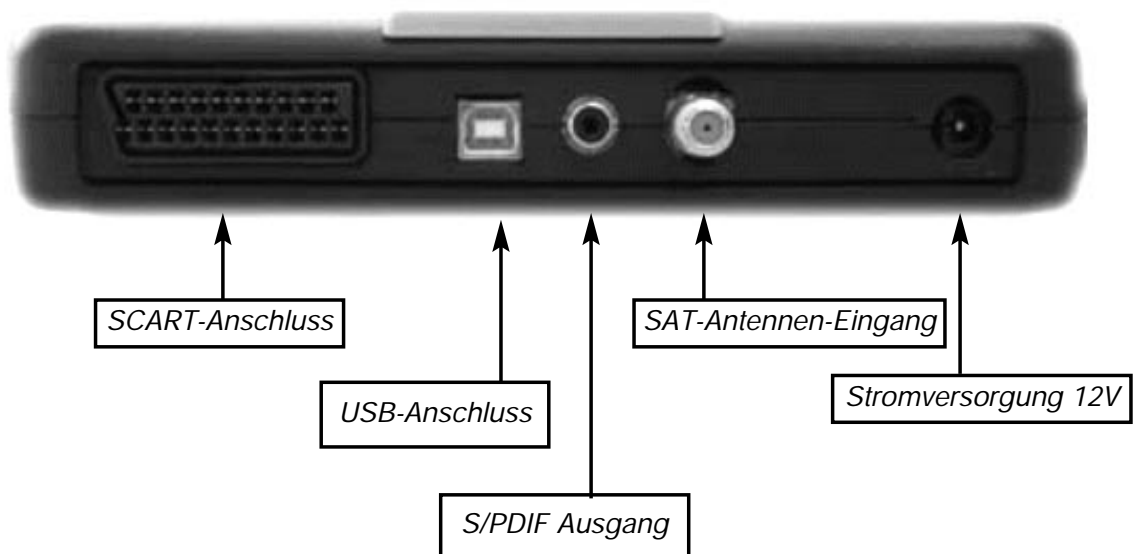 SCART-Anschluss
SAT-Antennen-Eingang
Stromversorgung 12V
USB-Anschluss
S/PDIF Ausgang